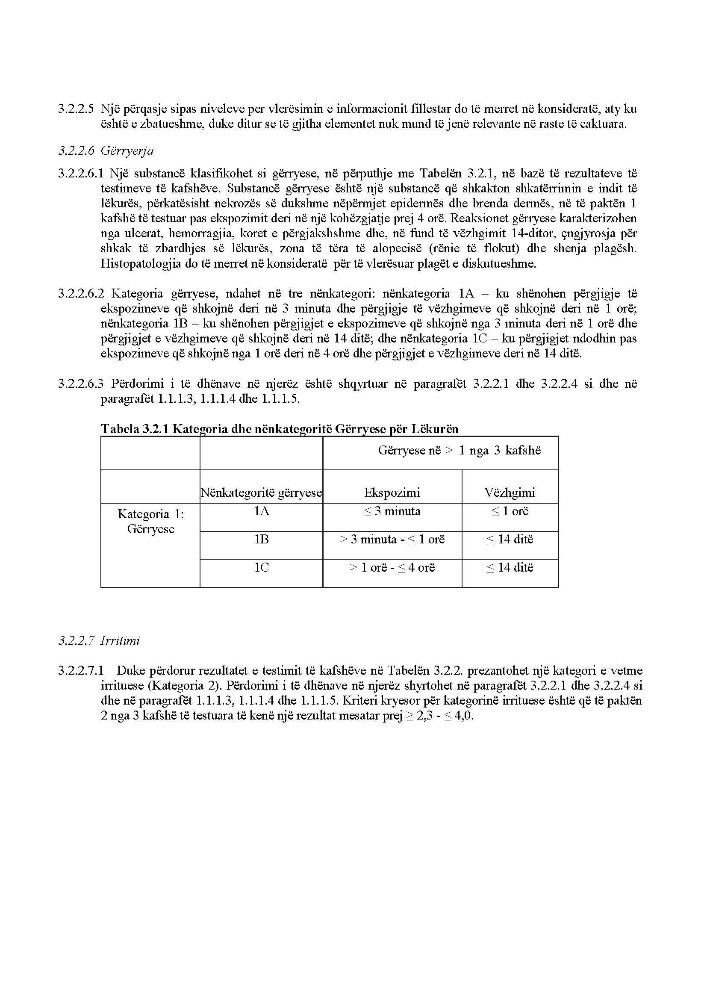 3.2.2.5 Një përqasje sipas niveleve per vlerësimin e informacionit fillestar do të merret në konsideratë, aty ku
është e zbatueshme, duke ditur se të gjitha elementet nuk mund të jenë relevante në raste të caktuara.
3.2.2.6 Gërryerja
3.2.2.6.1 Një substancë klasifikohet si gërryese, në përputhje me Tabelën 3.2.1, në bazë të rezultateve të
testimeve të kafshëve. Substancë gërryese është një substancë që shkakton shkatërrimin e indit të
lëkurës, përkatësisht nekrozës së dukshme nëpërmjet epidermës dhe brenda dermës, në të paktën 1
kafshë të testuar pas ekspozimit deri në një kohëzgjatje prej 4 orë. Reaksionet gërryese karakterizohen
nga ulcerat, hemorragjia, koret e përgjakshshme dhe, në fund të vëzhgimit 14-ditor, çngjyrosja për
shkak të zbardhjes së lëkurës, zona të tëra të alopecisë (rënie të flokut) dhe shenja plagësh.
Histopatologjia do të merret në konsideratë për të vlerësuar plagët e diskutueshme.
3.2.2.6.2 Kategoria gërryese, ndahet në tre nënkategori: nënkategoria 1A – ku shënohen përgjigje të
ekspozimeve që shkojnë deri në 3 minuta dhe përgjigje të vëzhgimeve që shkojnë deri në 1 orë;
nënkategoria 1B – ku shënohen përgjigjet e ekspozimeve që shkojnë nga 3 minuta deri në 1 orë dhe
përgjigjet e vëzhgimeve që shkojnë deri në 14 ditë; dhe nënkategoria 1C – ku përgjigjet ndodhin pas
ekspozimeve që shkojnë nga 1 orë deri në 4 orë dhe përgjigjet e vëzhgimeve deri në 14 ditë.
3.2.2.6.3 Përdorimi i të dhënave në njerëz është shqyrtuar në paragrafët 3.2.2.1 dhe 3.2.2.4 si dhe në
paragrafët 1.1.1.3, 1.1.1.4 dhe 1.1.1.5.
Tabela 3.2.1 Kategoria dhe nënkategoritë Gërryese për Lëkurën
Gërryese në > 1 nga 3 kafshë
Nënkategoritë gërryese Ekspozimi Vëzhgimi
Kategoria 1: 1A ≤ 3 minuta ≤ 1 orë
Gërryese
1B > 3 minuta - ≤ 1 orë ≤ 14 ditë
1C > 1 orë - ≤ 4 orë ≤ 14 ditë
3.2.2.7 Irritimi
3.2.2.7.1 Duke përdorur rezultatet e testimit të kafshëve në Tabelën 3.2.2. prezantohet një kategori e vetme
irrituese (Kategoria 2). Përdorimi i të dhënave në njerëz shyrtohet në paragrafët 3.2.2.1 dhe 3.2.2.4 si
dhe në paragrafët 1.1.1.3, 1.1.1.4 dhe 1.1.1.5. Kriteri kryesor për kategorinë irrituese është që të paktën
2 nga 3 kafshë të testuara të kenë një rezultat mesatar prej ≥ 2,3 - ≤ 4,0.